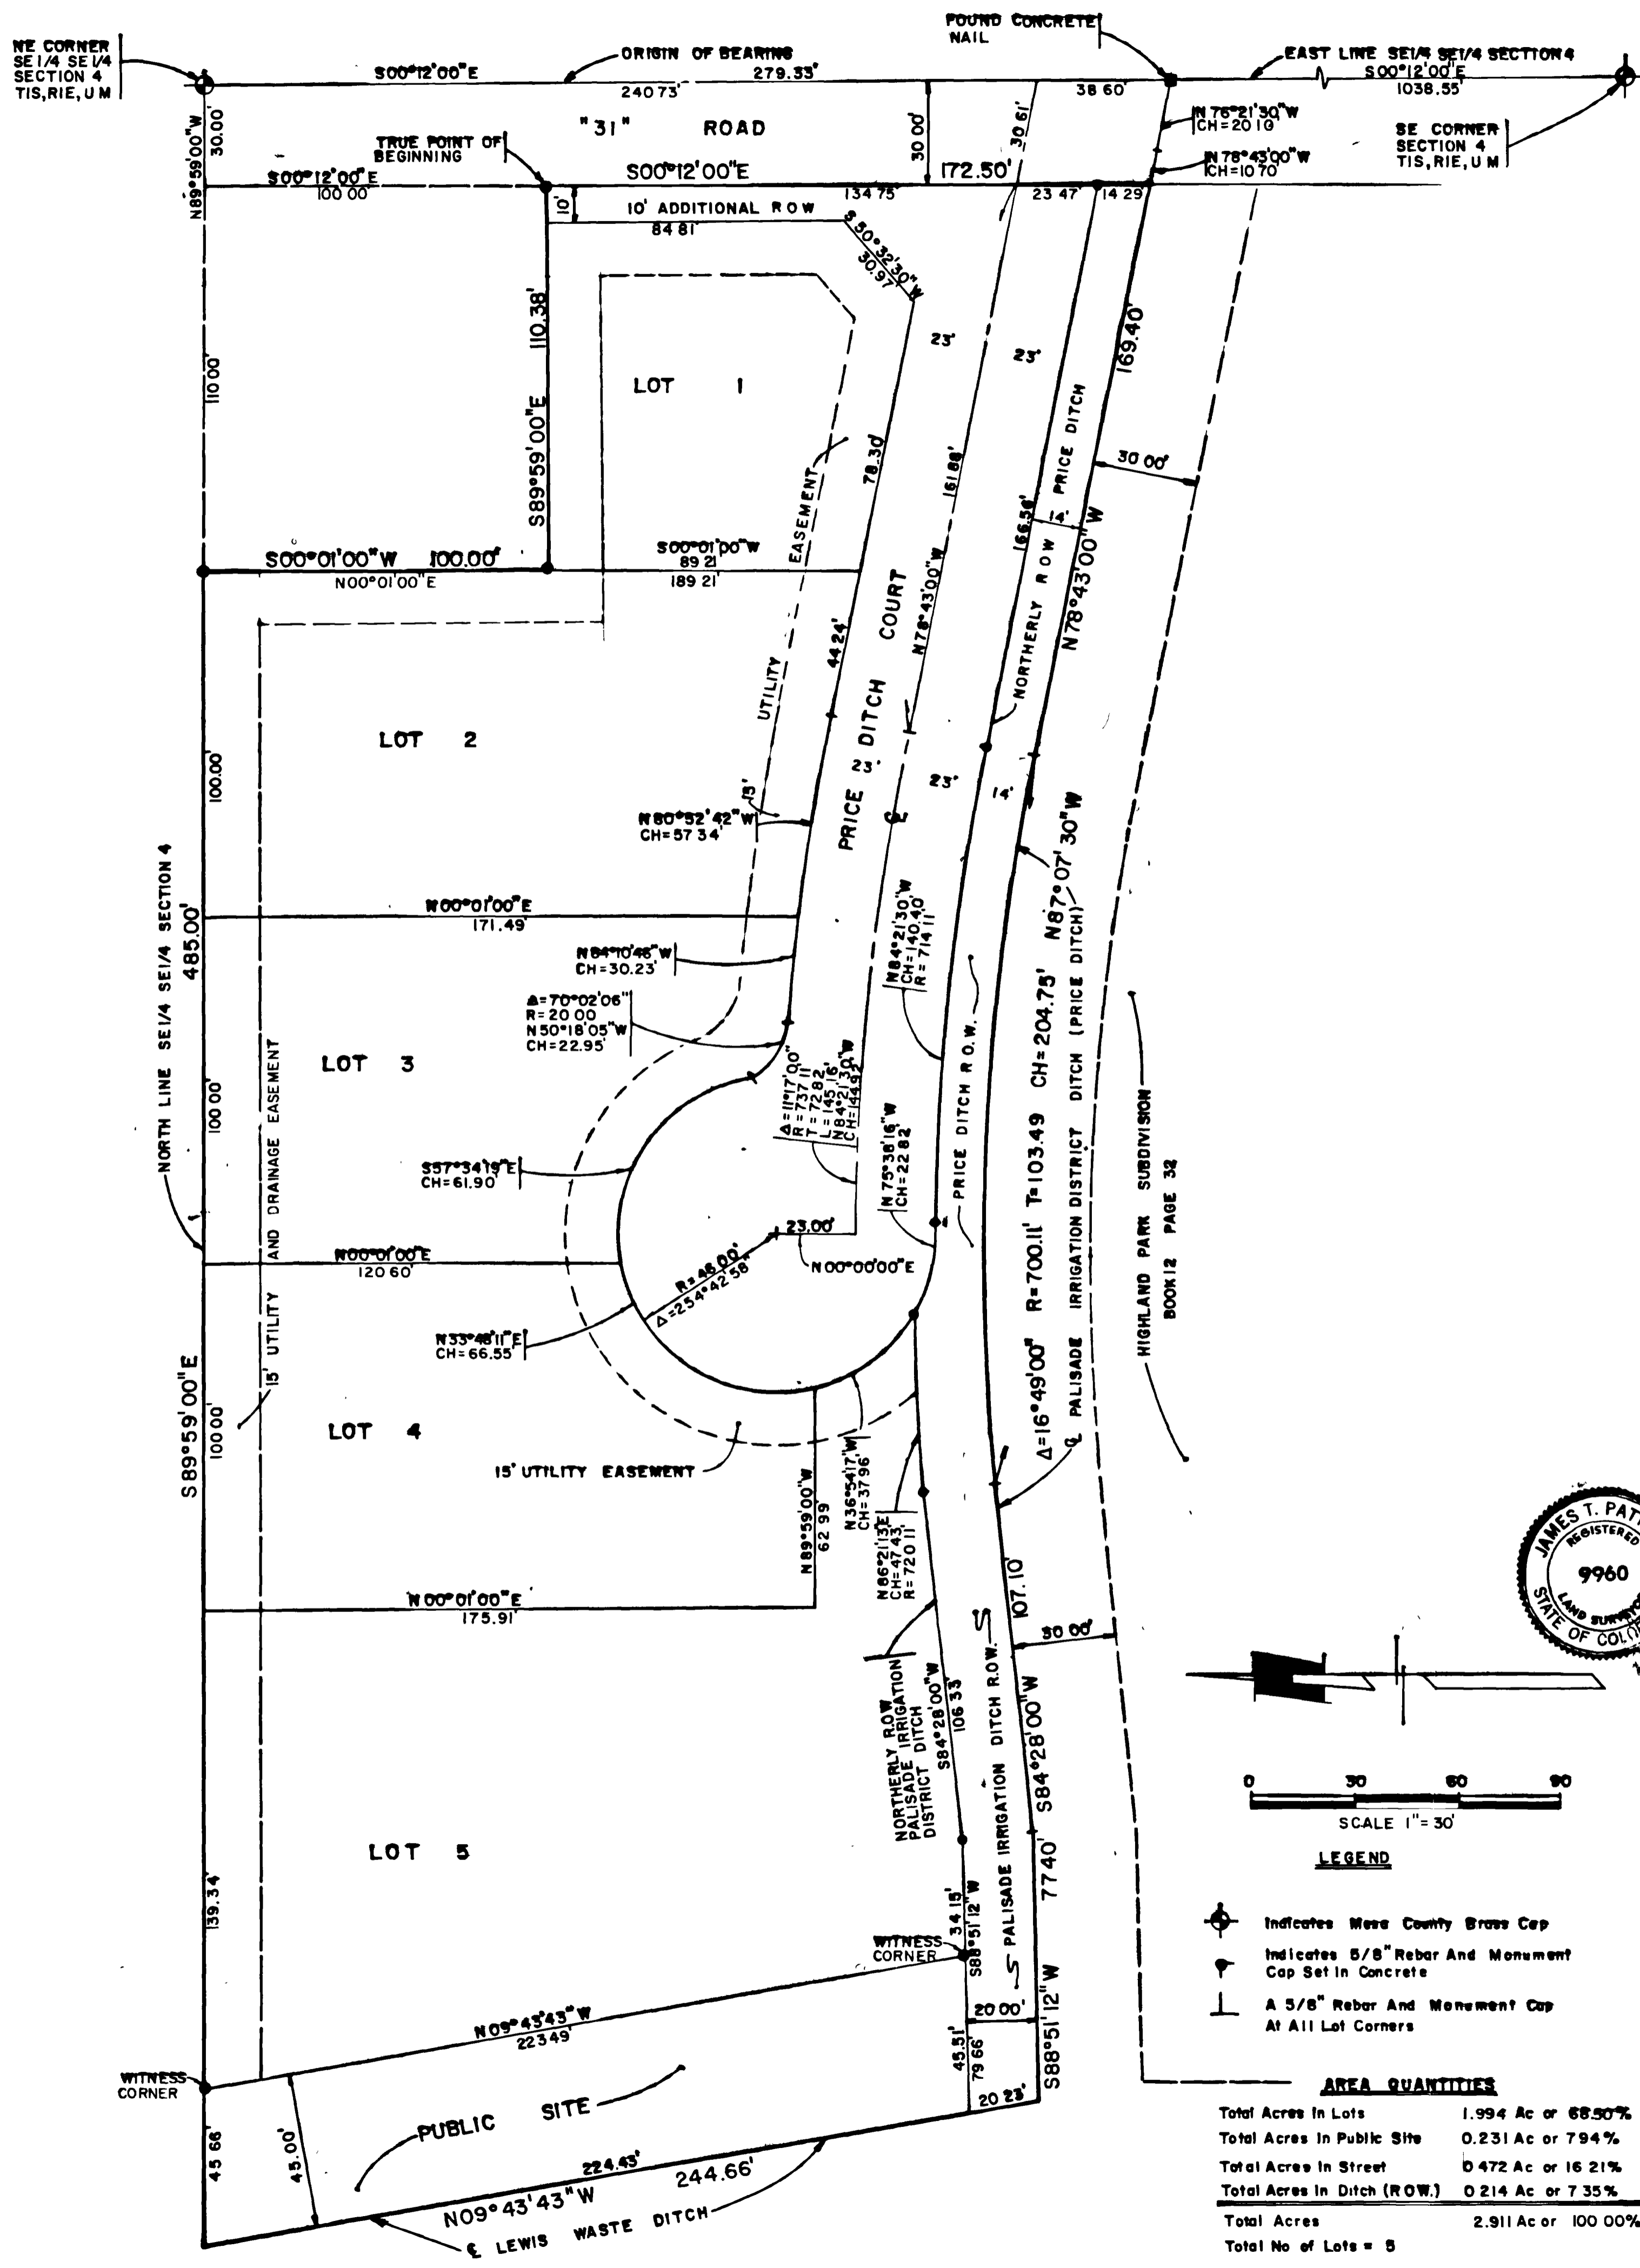 FOUND CONCRETE
NAIL
NE CORNER
SE 1/4 SE 1/4
SECTION 4
T1S, R1E, U M
S00°12'00"E
ORIGIN OF BEARING
279.33'
240 73'
38 60'
EAST LINE SE1/4 SE1/4 SECTION 4
S00°12'00"E
1038.55'
SE CORNER
SECTION 4
T1S, R1E, U M
N89°59'00"W
30.00'
"31" ROAD
30 00'
30 61'
N 76°21'30"W
CH=20 10
N 78°43'00"W
CH=10 70
TRUE POINT OF
BEGINNING
S00°12'00"E
100 00'
S00°12'00"E 172.50'
134 75'
23 47'
14 29'
10'
10' ADDITIONAL ROW
84 81'
S 50°32'30"W
30.97
110 00'
S89°59'00"E 110.38'
LOT 1
23'
23'
169.40'
78.30'
161 88'
UTILITY EASEMENT
NORTHERLY ROW PRICE DITCH
30 00'
166.56'
14'
N78°43'00"W
S00°01'00"W 100.00'
N00°01'00"E
S00°01'00"W
89 21'
189 21'
44 24'
PRICE DITCH COURT
N78°43'00"W
LOT 2
100.00'
23'
23'
14'
15'
N80°52'42"W
CH=57 34'
NORTH LINE SE1/4 SE1/4 SECTION 4
485.00'
N00°01'00"E
171.49'
N84°10'46"W
CH=30.23'
N84°21'30"W
CH=140.40'
R=714.11'
Δ=70°02'06"
R=20 00
N50°18'05"W
CH=22.95'
LOT 3
100 00'
15' UTILITY AND DRAINAGE EASEMENT
Δ=11°17'00"
R=737 11
T=72 82
L=145.16'
N84°21'30"W
CH=144.92'
PRICE DITCH R.O.W.
N75°38'16"W
CH=22 82
Δ=16°49'00" R=700.11' T=103.49 CH=204.75' N87°07'30"W
℄ PALISADE IRRIGATION DISTRICT DITCH (PRICE DITCH)
HIGHLAND PARK SUBDIVISION
BOOK 12 PAGE 32
S57°34'19"E
CH=61.90'
23.00'
N00°00'00"E
N00°01'00"E
120 60'
R=46.00'
Δ=254°42'58"
N33°48'11"E
CH=66.55'
S89°59'00"E
100 00'
LOT 4
15' UTILITY EASEMENT
N89°59'00"W
62 99'
N36°54'17"W
CH=37 96'
N86°21'13"E
CH=47 43'
R=720.11
N00°01'00"E
175.91'
107.10'
30 00'
NORTHERLY R.O.W
PALISADE IRRIGATION
DISTRICT DITCH
S84°28'00"W
106 33'
PALISADE IRRIGATION DITCH R.O.W.
S84°28'00"W
77 40'
LOT 5
139.34'
34 15'
S88°51'12"W
WITNESS
CORNER
N09°43'43"W
223 49'
20 00'
45.51'
79 66'
S88°51'12"W
20 23'
WITNESS
CORNER
45 66'
45.00'
PUBLIC SITE
224.43'
N09°43'43"W 244.66'
℄ LEWIS WASTE DITCH
REGISTERED
9960
LAND
STATE OF
JAMES T.
0 30 60 90
SCALE 1"=30'
LEGEND
Indicates Mesa County Brass Cap
Indicates 5/8" Rebar And Monument
Cap Set In Concrete
A 5/8" Rebar And Monument Cap
At All Lot Corners
AREA QUANTITIES
Total Acres In Lots 1.994 Ac or 68.50%
Total Acres In Public Site 0.231 Ac or 7 94%
Total Acres In Street 0 472 Ac or 16 21%
Total Acres In Ditch (R O W.) 0 214 Ac or 7 35%
Total Acres 2.911 Ac or 100 00%
Total No of Lots = 5